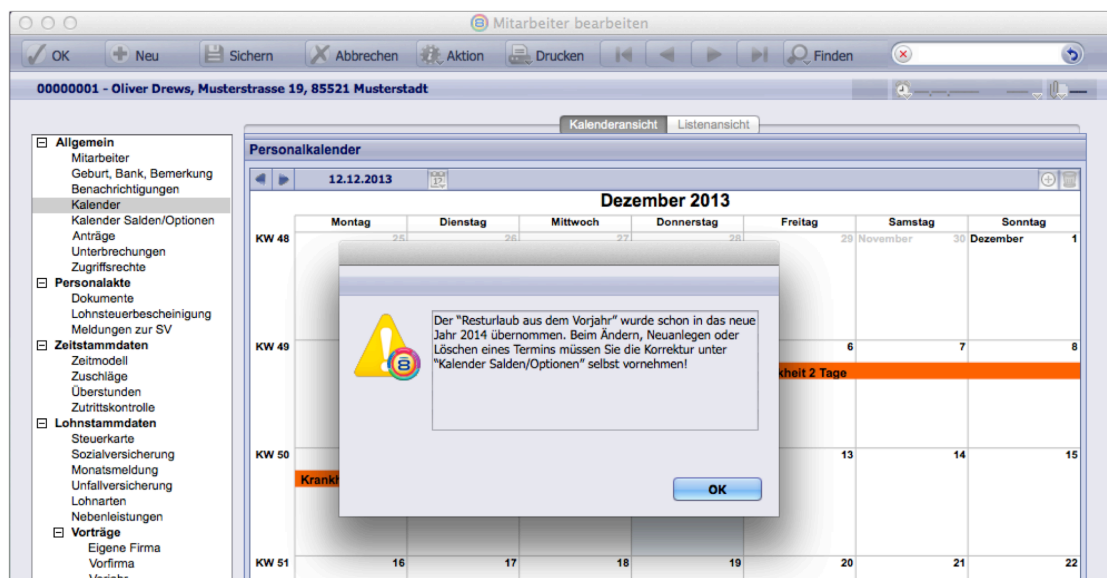 Mitarbeiter bearbeiten
OK Neu Sichern Abbrechen Aktion Drucken Finden
00000001 - Oliver Drews, Musterstrasse 19, 85521 Musterstadt
Kalenderansicht Listenansicht
Allgemein
Mitarbeiter
Geburt, Bank, Bemerkung
Benachrichtigungen
Kalender
Kalender Salden/Optionen
Anträge
Unterbrechungen
Zugriffsrechte
Personalakte
Dokumente
Lohnsteuerbescheinigung
Meldungen zur SV
Zeitstammdaten
Zeitmodell
Zuschläge
Überstunden
Zutrittskontrolle
Lohnstammdaten
Steuerkarte
Sozialversicherung
Monatsmeldung
Unfallversicherung
Lohnarten
Nebenleistungen
Vorträge
Eigene Firma
Vorfirma
Vorjahr
Personalkalender
12.12.2013
Dezember 2013
Montag Dienstag Mittwoch Donnerstag Freitag Samstag Sonntag
KW 48 25 26 27 28 29 November 30 Dezember 1
KW 49 6 7 8
kheit 2 Tage
KW 50 13 14 15
Krankh
KW 51 16 17 18 19 20 21 22
Der "Resturlaub aus dem Vorjahr" wurde schon in das neue
Jahr 2014 übernommen. Beim Ändern, Neuanlegen oder
Löschen eines Termins müssen Sie die Korrektur unter
"Kalender Salden/Optionen" selbst vornehmen!
OK